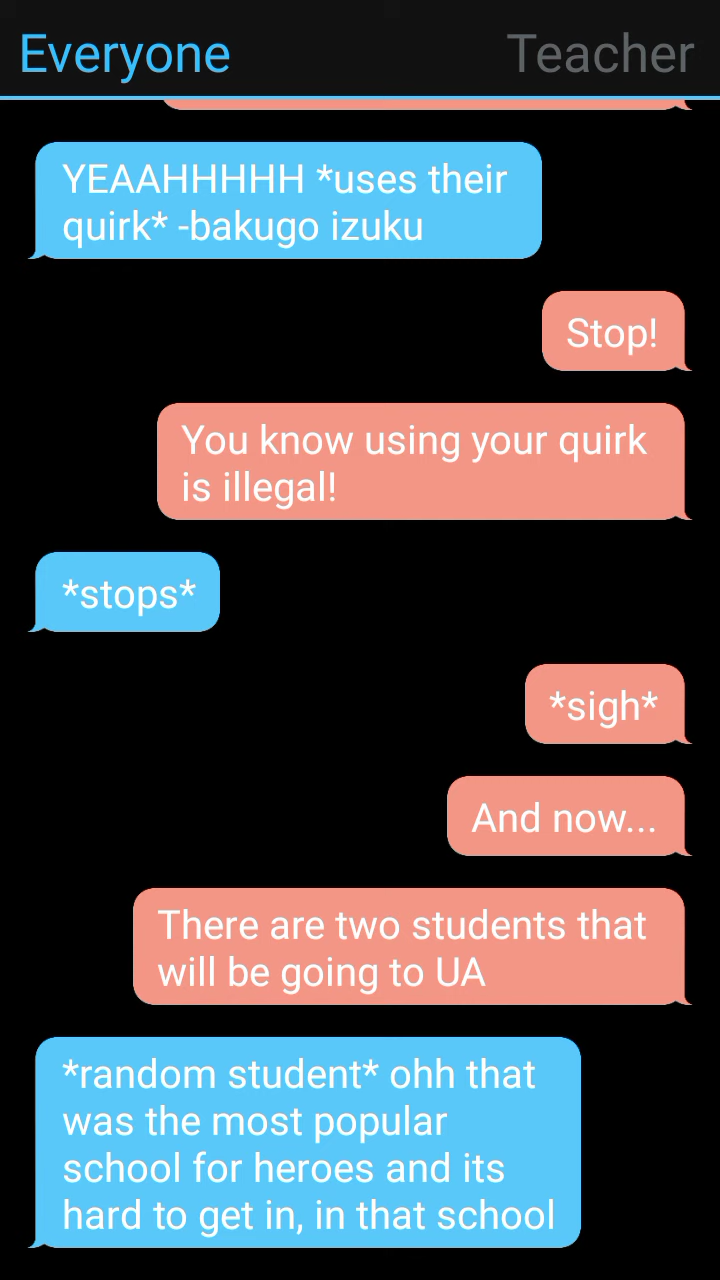 Everyone Teacher
YEAAHHHHH *uses their
quirk* -bakugo izuku
Stop!
You know using your quirk
is illegal!
*stops*
*sigh*
And now...
There are two students that
will be going to UA
*random student* ohh that
was the most popular
school for heroes and its
hard to get in, in that school